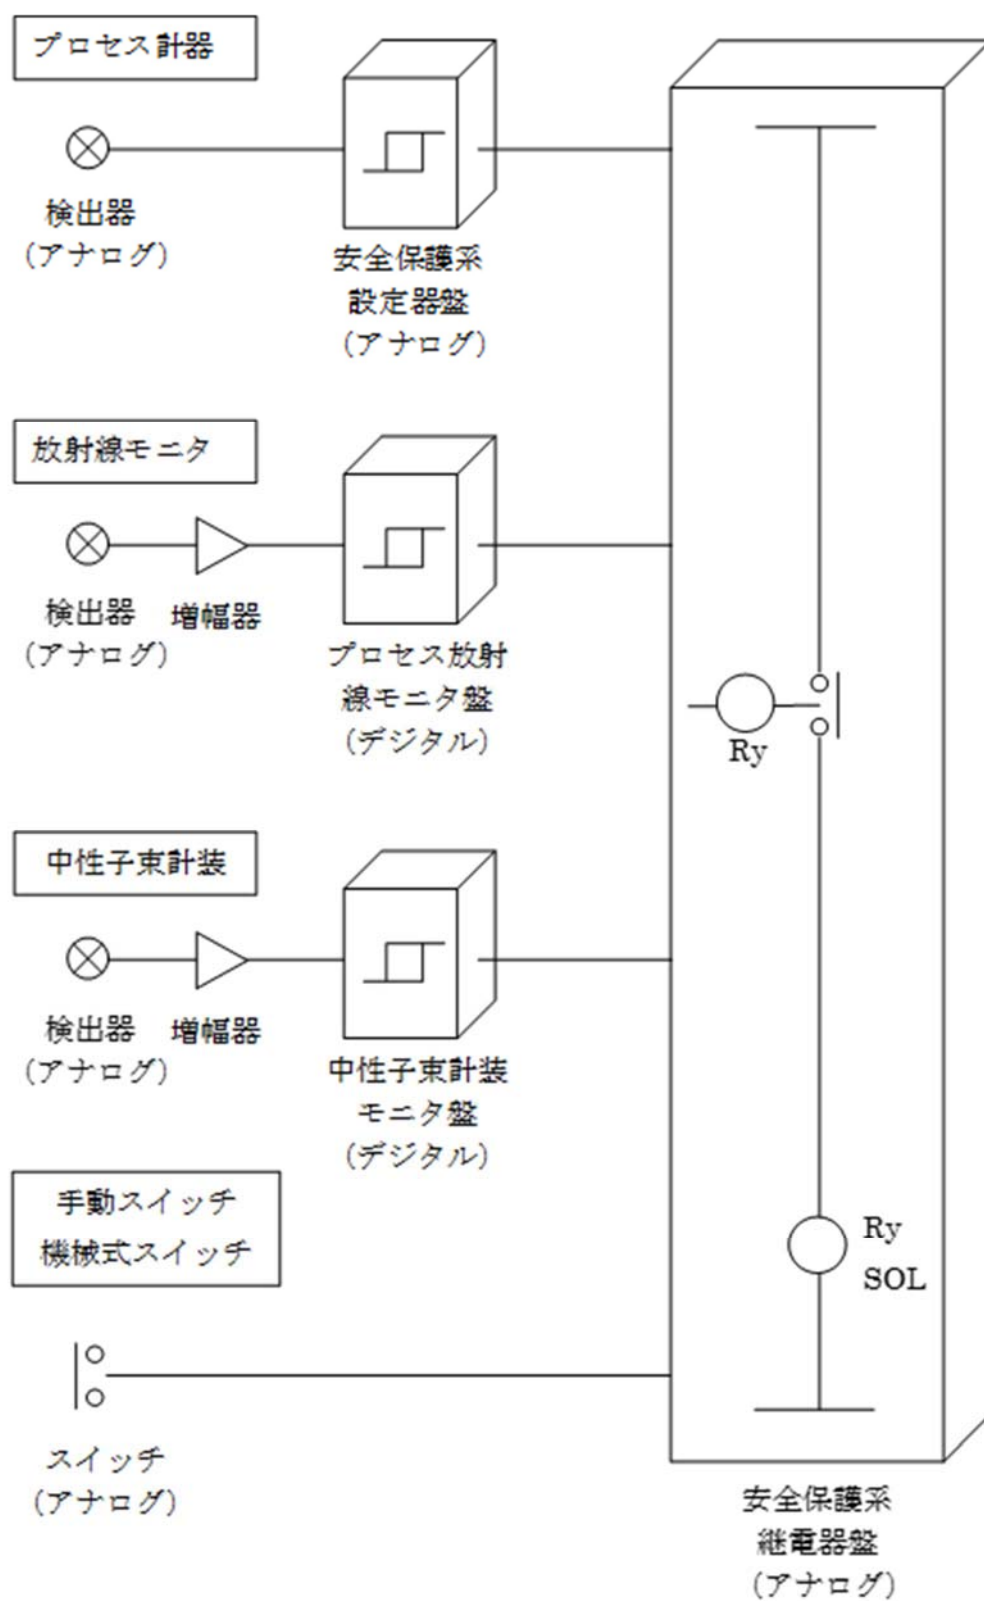 プロセス計器
検出器
(アナログ)
安全保護系
設定器盤
(アナログ)
放射線モニタ
検出器
(アナログ)
増幅器
プロセス放射
線モニタ盤
(デジタル)
Ry
中性子束計装
検出器
(アナログ)
増幅器
中性子束計装
モニタ盤
(デジタル)
手動スイッチ
機械式スイッチ
Ry
SOL
スイッチ
(アナログ)
安全保護系
継電器盤
(アナログ)